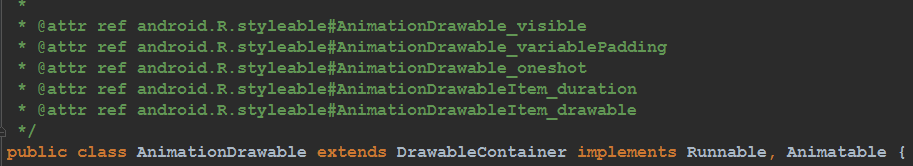 *
* @attr ref android.R.styleable#AnimationDrawable_visible
* @attr ref android.R.styleable#AnimationDrawable_variablePadding
* @attr ref android.R.styleable#AnimationDrawable_oneshot
* @attr ref android.R.styleable#AnimationDrawableItem_duration
* @attr ref android.R.styleable#AnimationDrawableItem_drawable
*/
public class AnimationDrawable extends DrawableContainer implements Runnable, Animatable {